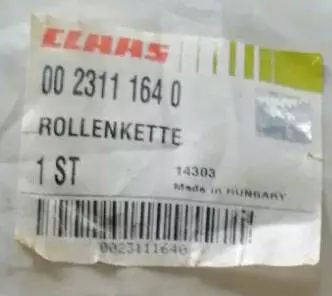 CLAAS
00 2311 164 0
ROLLENKETTE
1 ST
14303
Made in HUNGARY
0023111640